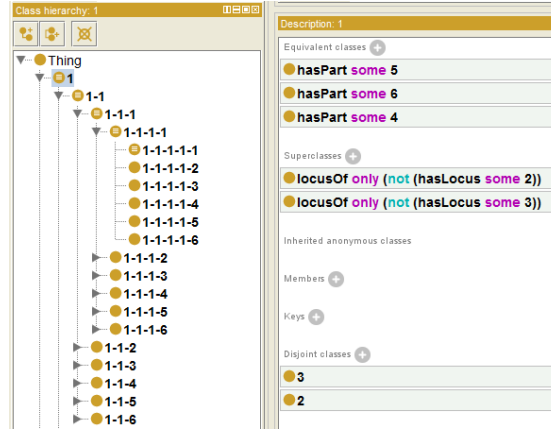 Class hierarchy: 1
Thing
1
1-1
1-1-1
1-1-1-1
1-1-1-1-1
1-1-1-1-2
1-1-1-1-3
1-1-1-1-4
1-1-1-1-5
1-1-1-1-6
1-1-1-2
1-1-1-3
1-1-1-4
1-1-1-5
1-1-1-6
1-1-2
1-1-3
1-1-4
1-1-5
1-1-6
Description: 1
Equivalent classes
hasPart some 5
hasPart some 6
hasPart some 4
Superclasses
locusOf only (not (hasLocus some 2))
locusOf only (not (hasLocus some 3))
Inherited anonymous classes
Members
Keys
Disjoint classes
3
2